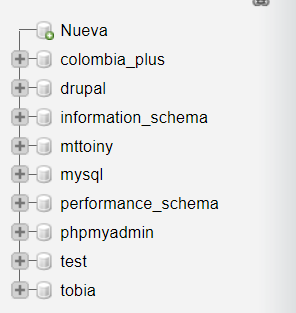 Nueva
colombia_plus
drupal
information_schema
mttoiny
mysql
performance_schema
phpmyadmin
test
tobia